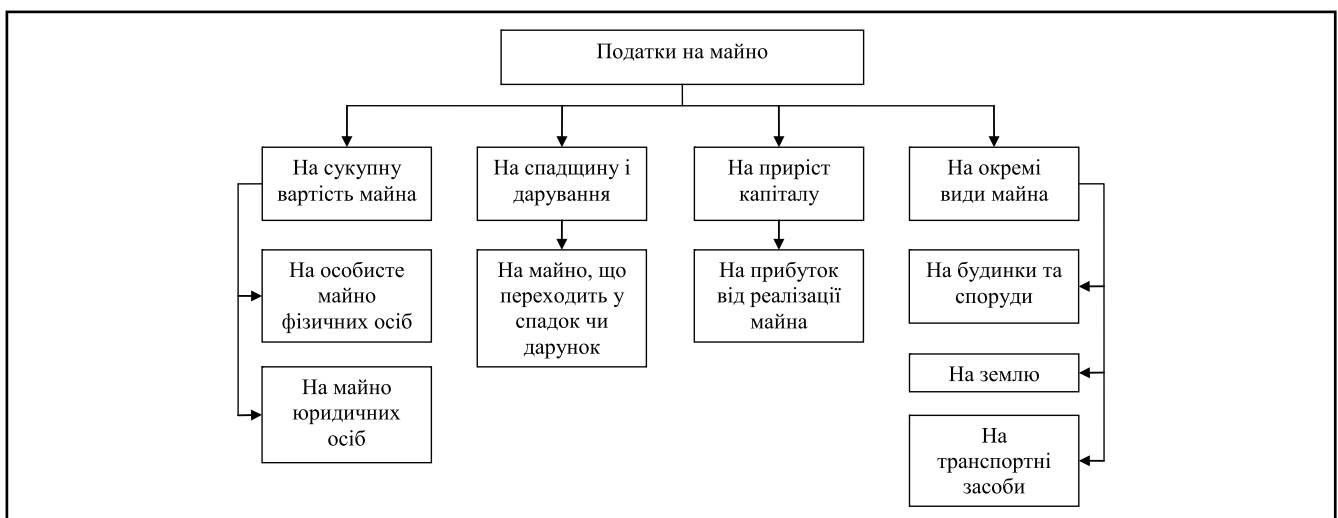 Податки на майно
На сукупну
вартість майна
На спадщину і
дарування
На приріст
капіталу
На окремі
види майна
На особисте
майно
фізичних осіб
На майно, що
переходить у
спадок чи
дарунок
На прибуток
від реалізації
майна
На будинки та
споруди
На майно
юридичних
осіб
На землю
На
транспортні
засоби